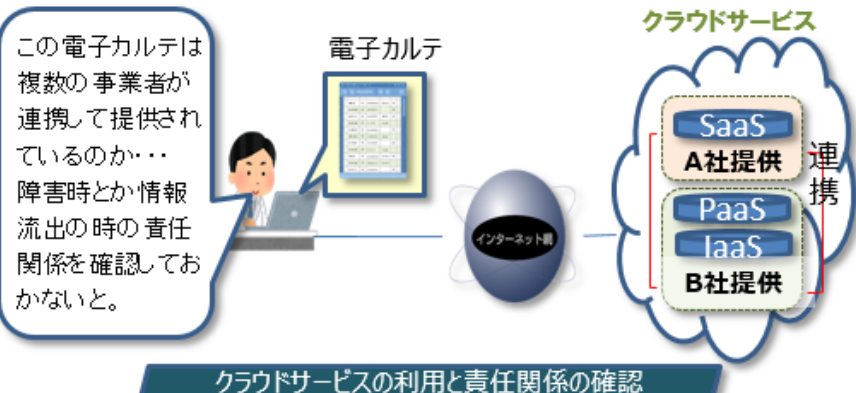 この電子カルテは
複数の事業者が
連携して提供され
ているのか・・・
障害時とか情報
流出の時の責任
関係を確認してお
かないと。
電子カルテ
インターネット網
クラウドサービス
SaaS
A社提供
連携
PaaS
IaaS
B社提供
クラウドサービスの利用と責任関係の確認